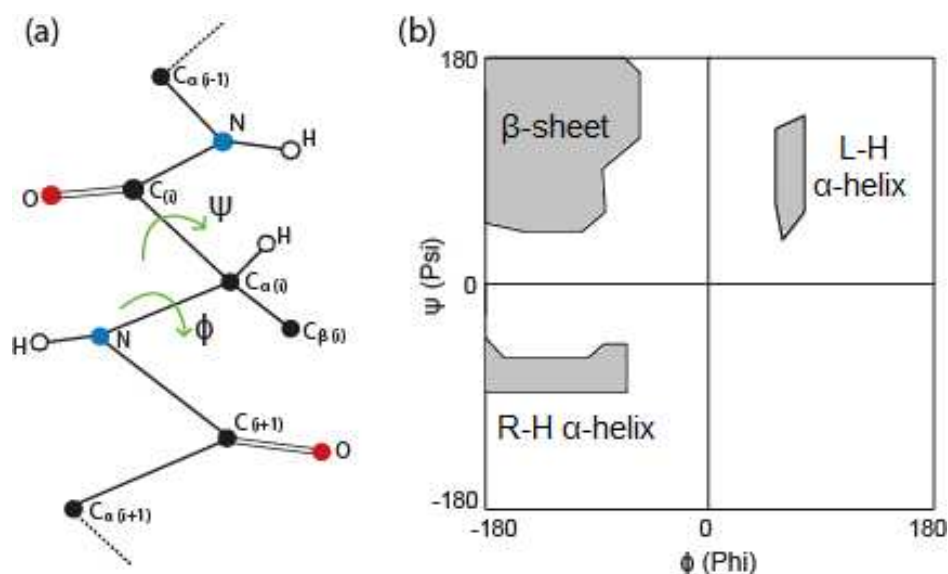 (a)
Cα (i-1)
N
H
O
C(i)
Ψ
H
Cα (i)
ϕ
Cβ (i)
H
N
C (i+1)
O
Cα (i+1)
(b)
180
β-sheet
L-H
α-helix
ψ (Psi)
0
R-H α-helix
-180
-180
0
180
ϕ (Phi)